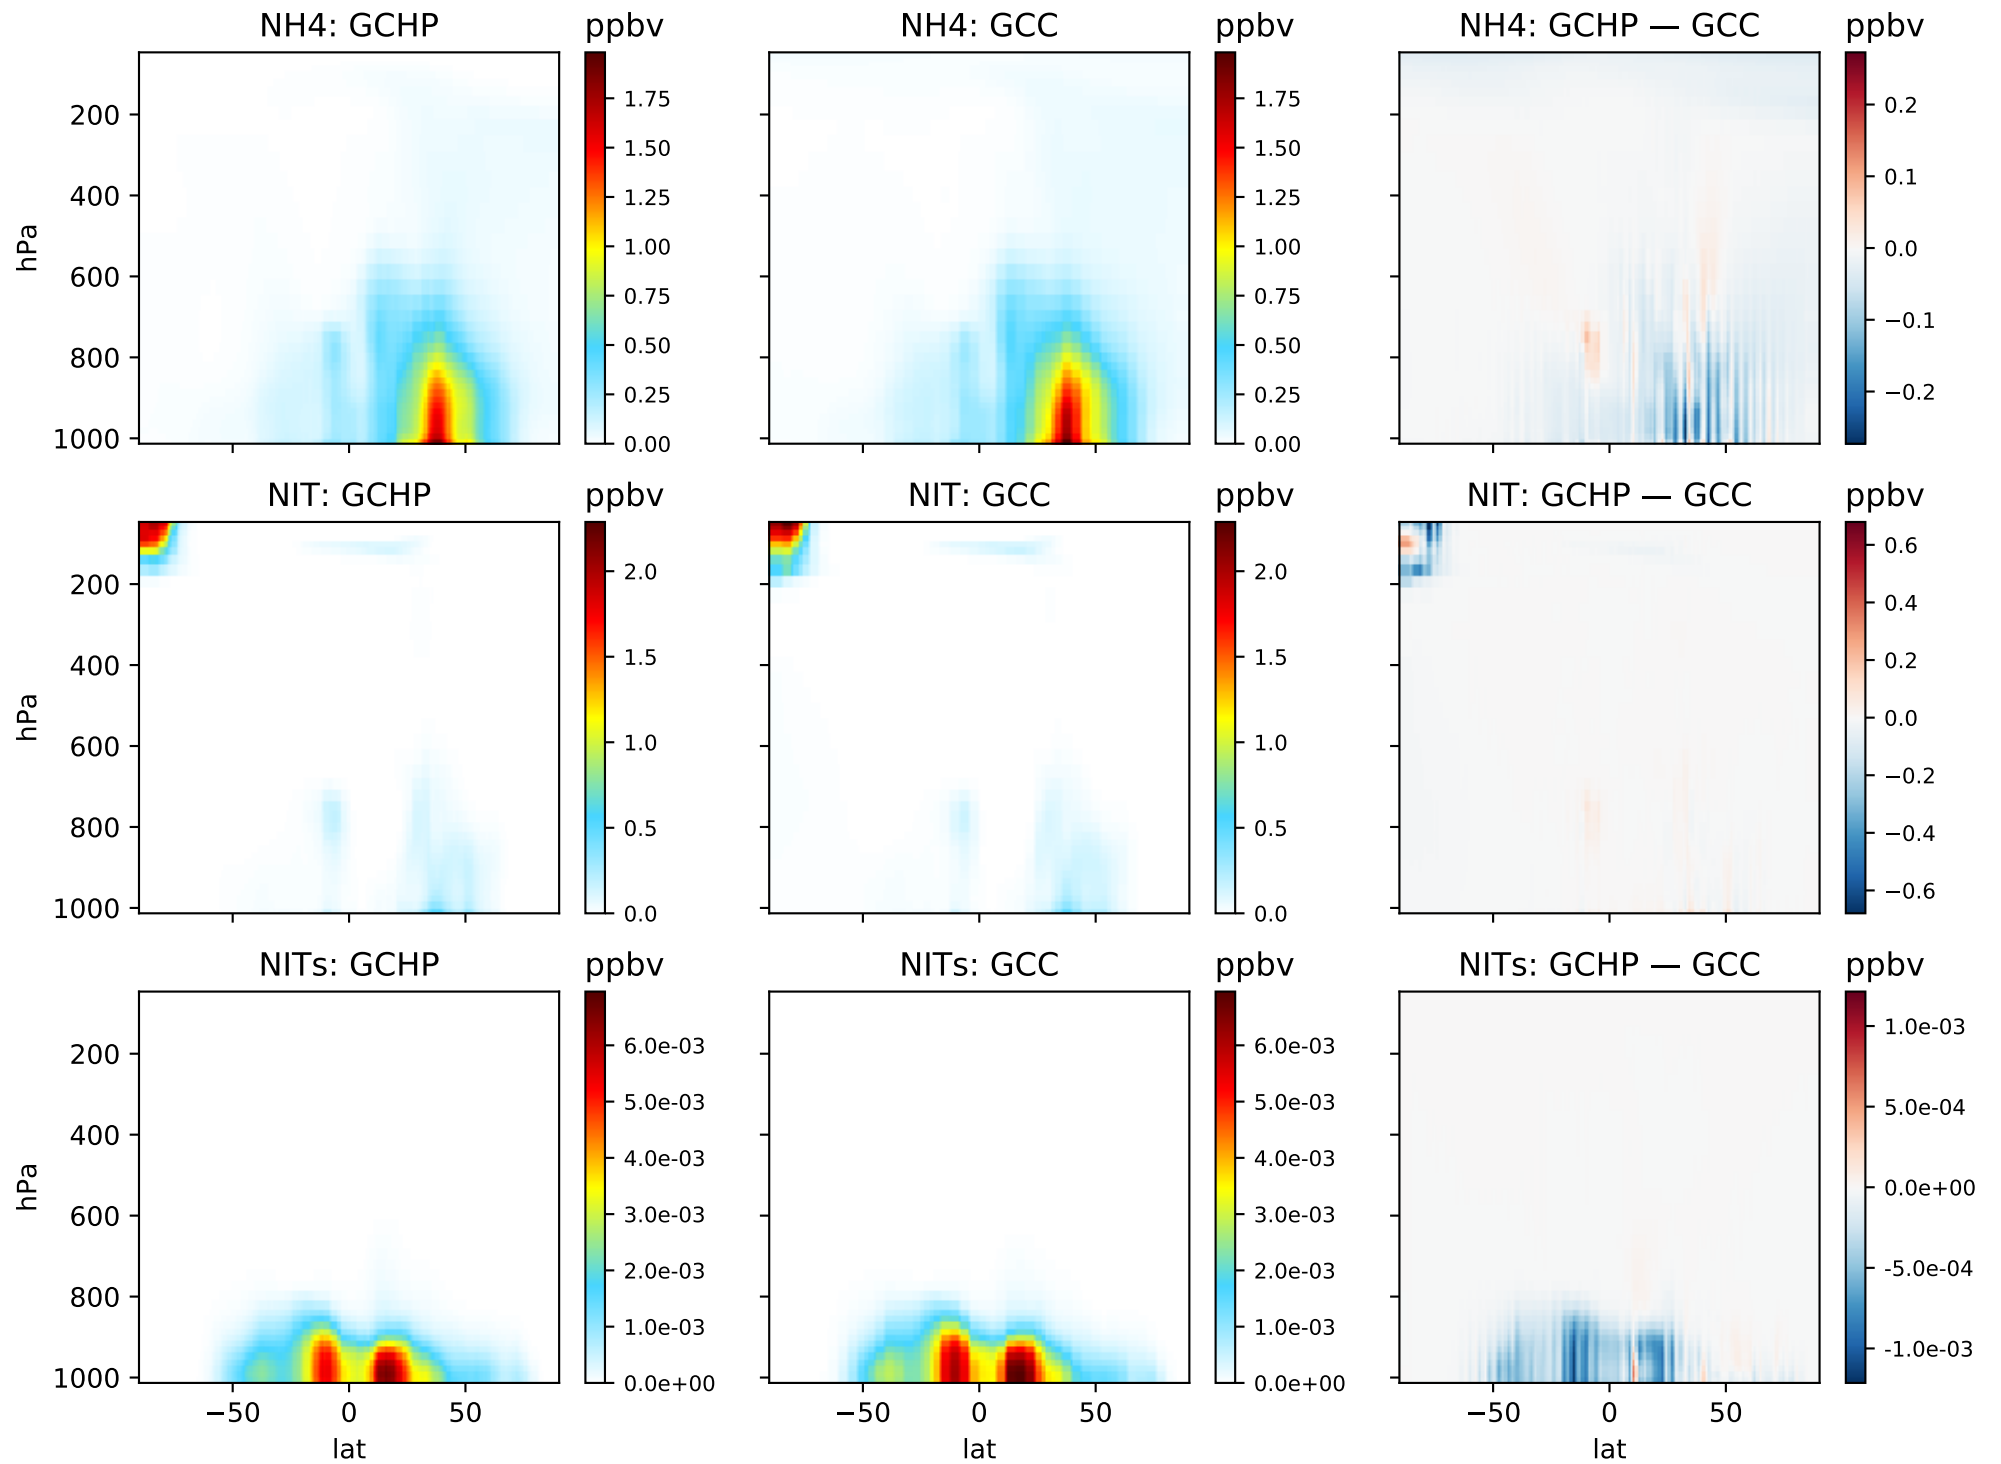 NH4: GCHP
ppbv
NH4: GCC
ppbv
NH4: GCHP — GCC
ppbv
hPa
200
400
600
800
1000
1.75
1.50
1.25
1.00
0.75
0.50
0.25
0.00
1.75
1.50
1.25
1.00
0.75
0.50
0.25
0.00
0.2
0.1
0.0
−0.1
−0.2
NIT: GCHP
ppbv
NIT: GCC
ppbv
NIT: GCHP — GCC
ppbv
hPa
200
400
600
800
1000
2.0
1.5
1.0
0.5
0.0
2.0
1.5
1.0
0.5
0.0
0.6
0.4
0.2
0.0
−0.2
−0.4
−0.6
NITs: GCHP
ppbv
NITs: GCC
ppbv
NITs: GCHP — GCC
ppbv
hPa
200
400
600
800
1000
6.0e-03
5.0e-03
4.0e-03
3.0e-03
2.0e-03
1.0e-03
0.0e+00
6.0e-03
5.0e-03
4.0e-03
3.0e-03
2.0e-03
1.0e-03
0.0e+00
1.0e-03
5.0e-04
0.0e+00
-5.0e-04
-1.0e-03
−50 0 50
−50 0 50
−50 0 50
lat
lat
lat